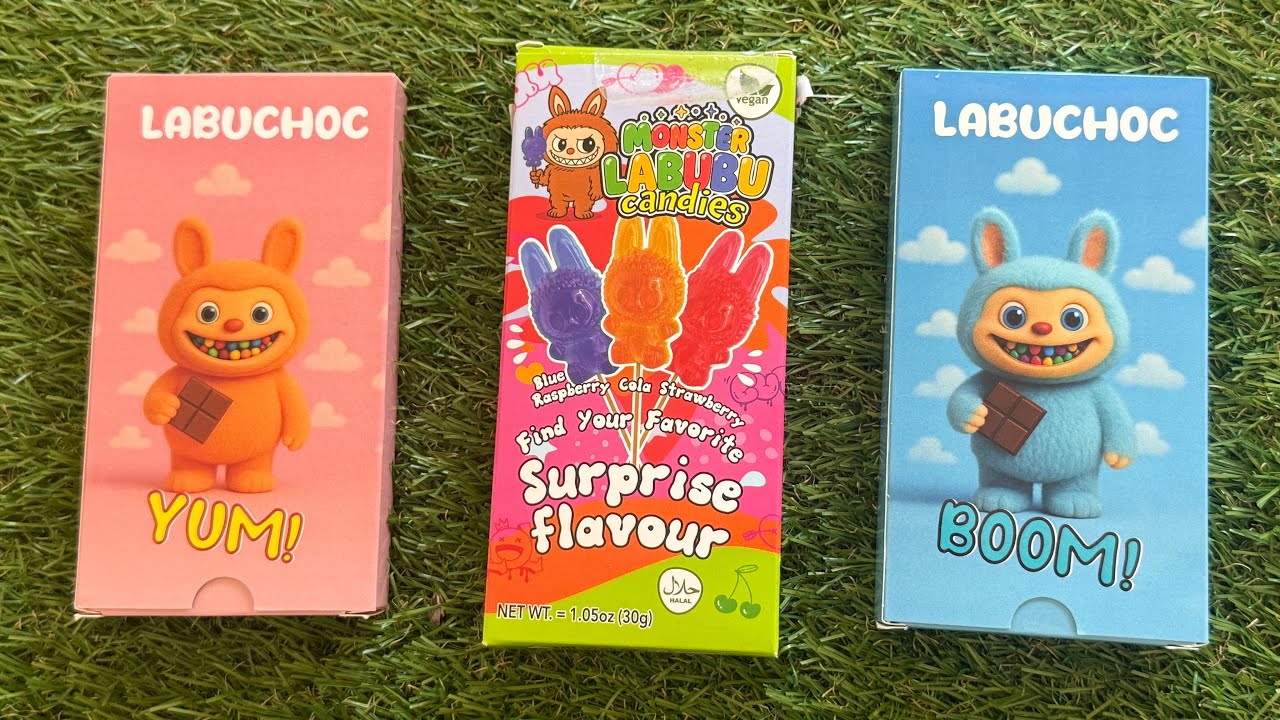 LABUCHOC
YUM!
vegan
MONSTER
LABUBU
candies
Blue
Raspberry Cola Strawberry
Find Your Favorite
Surprise
flavour
حلال
HALAL
NET WT. = 1.05oz (30g)
LABUCHOC
BOOM!